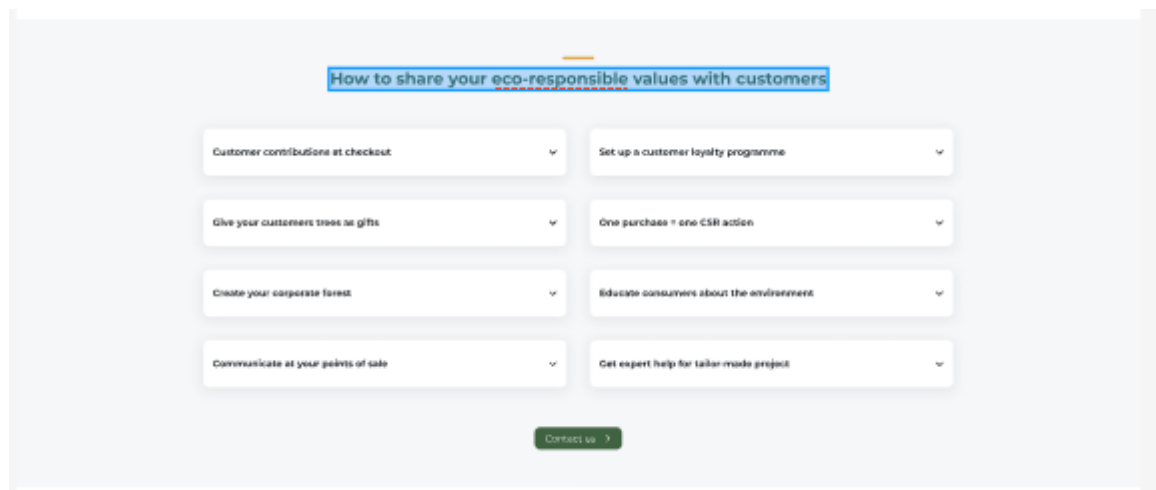 How to share your eco-responsible values with customers
Customer contributions at checkout
Set up a customer loyalty programme
Give your customers trees as gifts
One purchase = one CSR action
Create your corporate forest
Educate consumers about the environment
Communicate at your points of sale
Get expert help for tailor-made project
Contact us